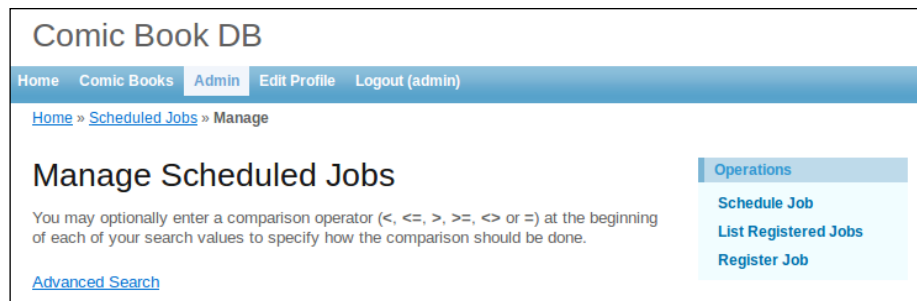 Comic Book DB
Home Comic Books Admin Edit Profile Logout (admin)
Home » Scheduled Jobs » Manage
Manage Scheduled Jobs
You may optionally enter a comparison operator (<, <=, >, >=, <> or =) at the beginning
of each of your search values to specify how the comparison should be done.
Advanced Search
Operations
Schedule Job
List Registered Jobs
Register Job